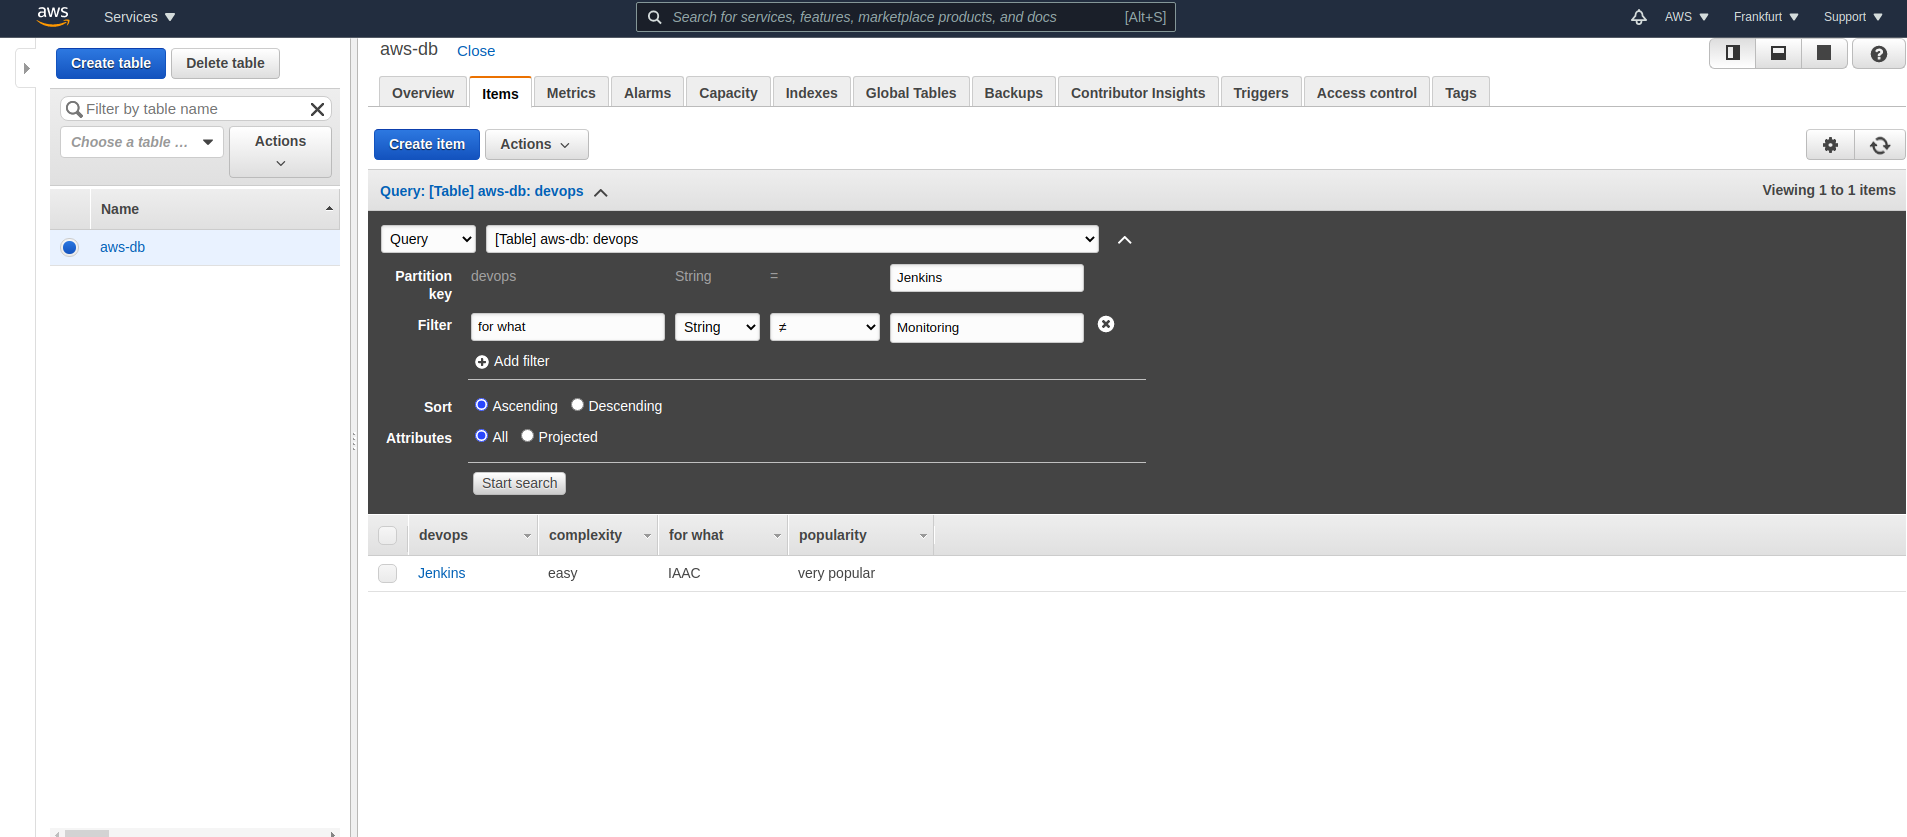 aws Services Search for services, features, marketplace products, and docs [Alt+S] AWS Frankfurt Support
Create table Delete table
Filter by table name
Choose a table ... Actions
Name
aws-db
aws-db Close
Overview Items Metrics Alarms Capacity Indexes Global Tables Backups Contributor Insights Triggers Access control Tags
Create item Actions
Query: [Table] aws-db: devops Viewing 1 to 1 items
Query [Table] aws-db: devops
Partition key devops String = Jenkins
Filter for what String ≠ Monitoring
Add filter
Sort Ascending Descending
Attributes All Projected
Start search
devops complexity for what popularity
Jenkins easy IAAC very popular